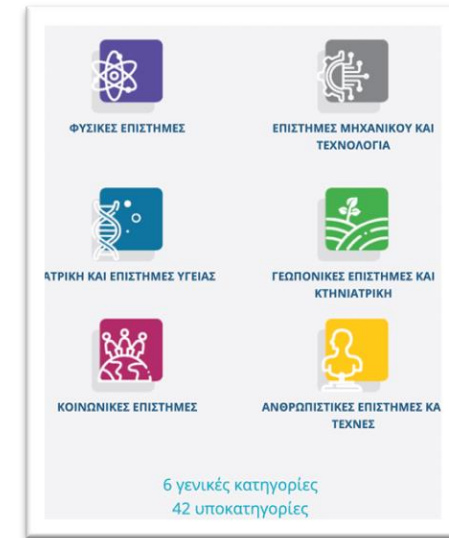 ΦΥΣΙΚΕΣ ΕΠΙΣΤΗΜΕΣ
ΕΠΙΣΤΗΜΕΣ ΜΗΧΑΝΙΚΟΥ ΚΑΙ
ΤΕΧΝΟΛΟΓΙΑ
ΑΤΡΙΚΗ ΚΑΙ ΕΠΙΣΤΗΜΕΣ ΥΓΕΙΑΣ
ΓΕΩΠΟΝΙΚΕΣ ΕΠΙΣΤΗΜΕΣ ΚΑΙ
ΚΤΗΝΙΑΤΡΙΚΗ
ΚΟΙΝΩΝΙΚΕΣ ΕΠΙΣΤΗΜΕΣ
ΑΝΘΡΩΠΙΣΤΙΚΕΣ ΕΠΙΣΤΗΜΕΣ ΚΑ
ΤΕΧΝΕΣ
6 γενικές κατηγορίες
42 υποκατηγορίες